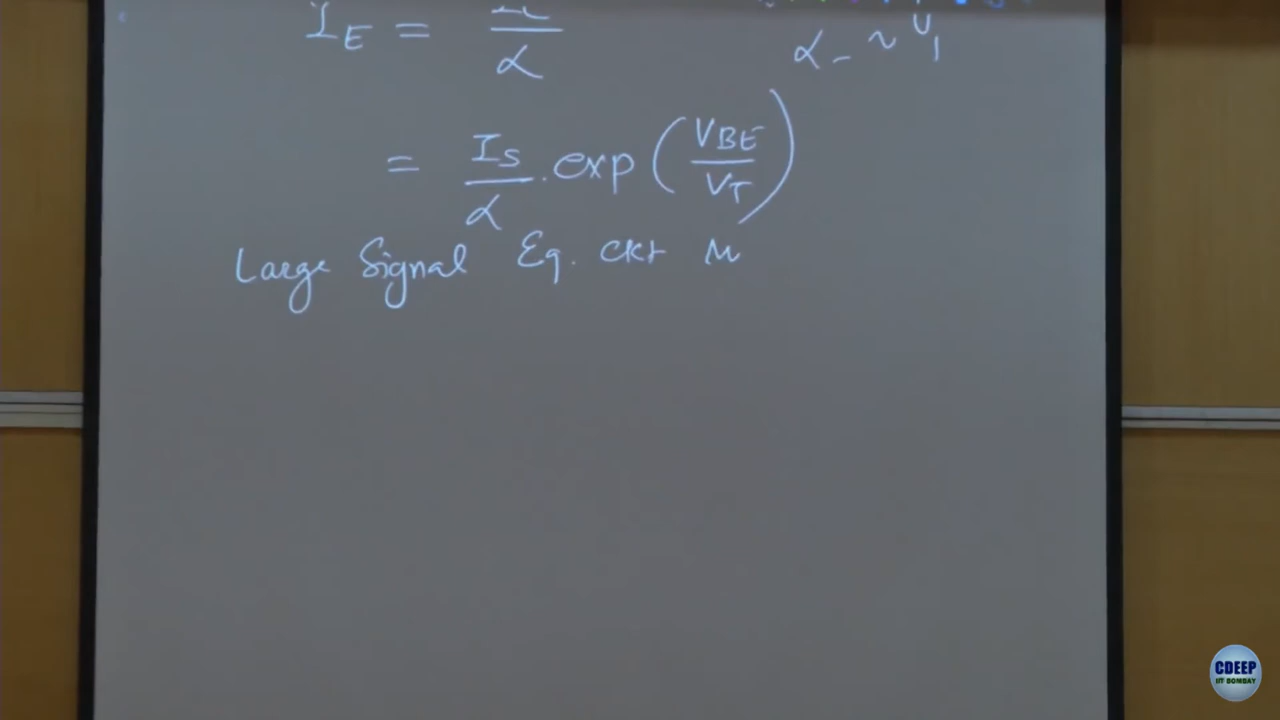 I_E = I_C / α
α - ~ 1
= I_S / α . exp ( V_BE / V_T )
Large Signal Eq. ckt M
CDEEP
IIT BOMBAY